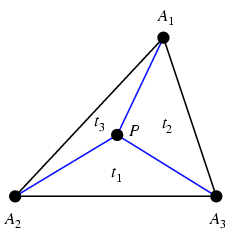 A₁
t₃ P t₂
t₁
A₂ A₃